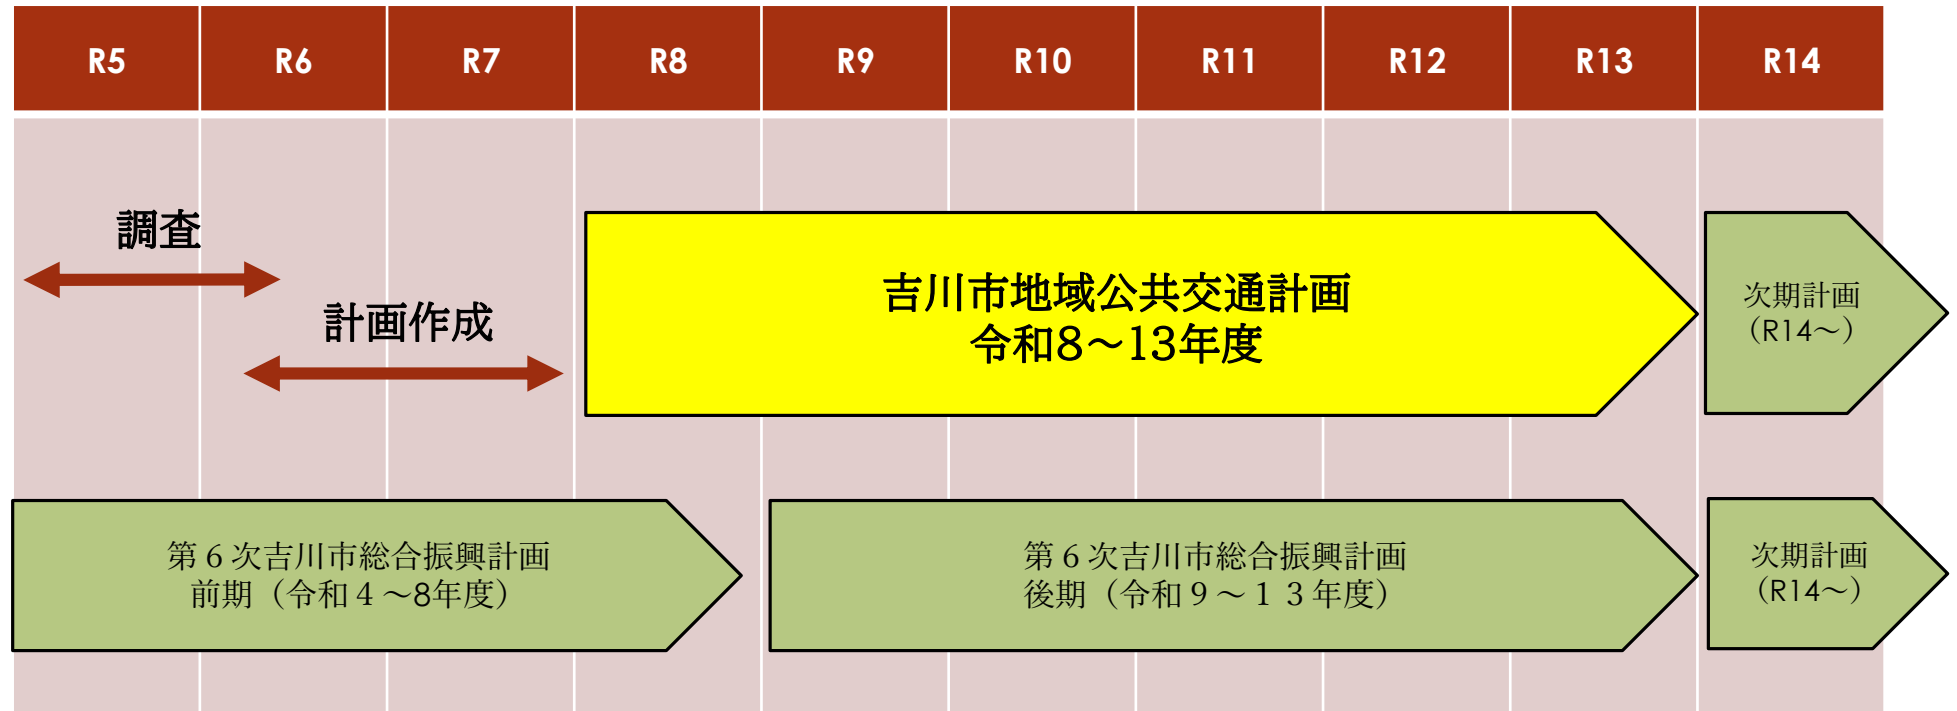 R5 R6 R7 R8 R9 R10 R11 R12 R13 R14
調査
計画作成
吉川市地域公共交通計画
令和8～13年度
次期計画
（R14～）
第６次吉川市総合振興計画
前期（令和４～8年度）
第６次吉川市総合振興計画
後期（令和９～１３年度）
次期計画
（R14～）